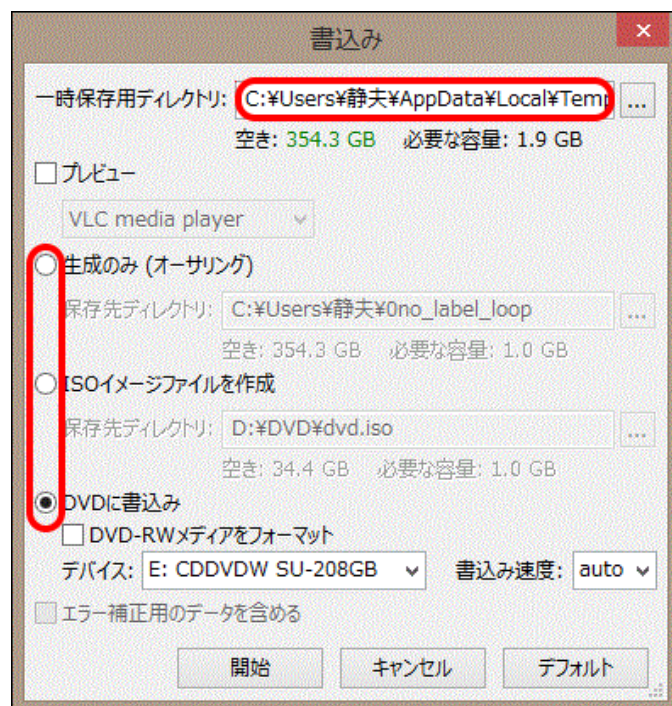 書込み
一時保存用ディレクトリ: C:¥Users¥静夫¥AppData¥Local¥Temp ...
空き: 354.3 GB 必要な容量: 1.9 GB
プレビュー
VLC media player
生成のみ (オーサリング)
保存先ディレクトリ: C:¥Users¥静夫¥0no_label_loop ...
空き: 354.3 GB 必要な容量: 1.0 GB
ISOイメージファイルを作成
保存先ディレクトリ: D:¥DVD¥dvd.iso ...
空き: 34.4 GB 必要な容量: 1.0 GB
DVDに書込み
DVD-RWメディアをフォーマット
デバイス: E: CDDVDW SU-208GB 書込み速度: auto
エラー補正用のデータを含める
開始 キャンセル デフォルト